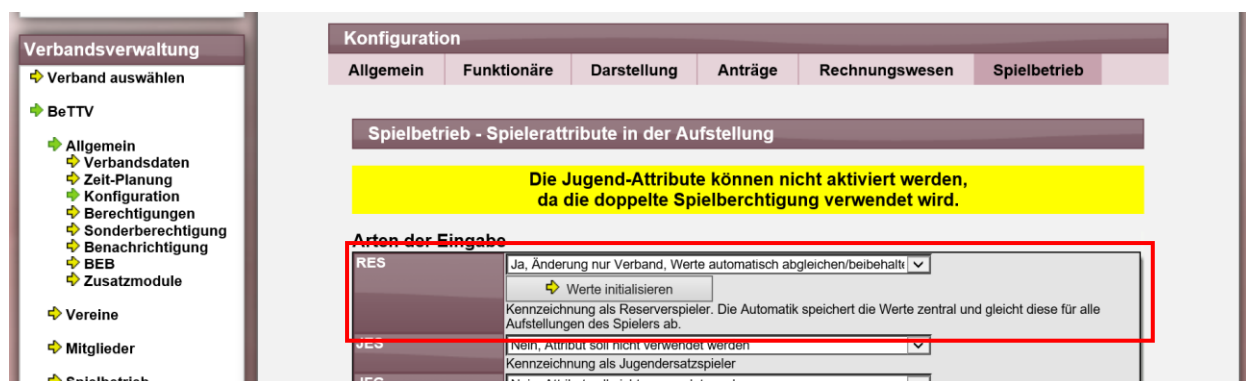 Verbandsverwaltung
Verband auswählen
BeTTV
Allgemein
Verbandsdaten
Zeit-Planung
Konfiguration
Berechtigungen
Sonderberechtigung
Benachrichtigung
BEB
Zusatzmodule
Vereine
Mitglieder
Spielbetrieb
Konfiguration
Allgemein Funktionäre Darstellung Anträge Rechnungswesen Spielbetrieb
Spielbetrieb - Spielerattribute in der Aufstellung
Die Jugend-Attribute können nicht aktiviert werden,
da die doppelte Spielberchtigung verwendet wird.
Arten der Eingabe
RES
Ja, Änderung nur Verband, Werte automatisch abgleichen/beibehalte
Werte initialisieren
Kennzeichnung als Reservespieler. Die Automatik speichert die Werte zentral und gleicht diese für alle
Aufstellungen des Spielers ab.
JES
Nein, Attribut soll nicht verwendet werden
Kennzeichnung als Jugendersatzspieler